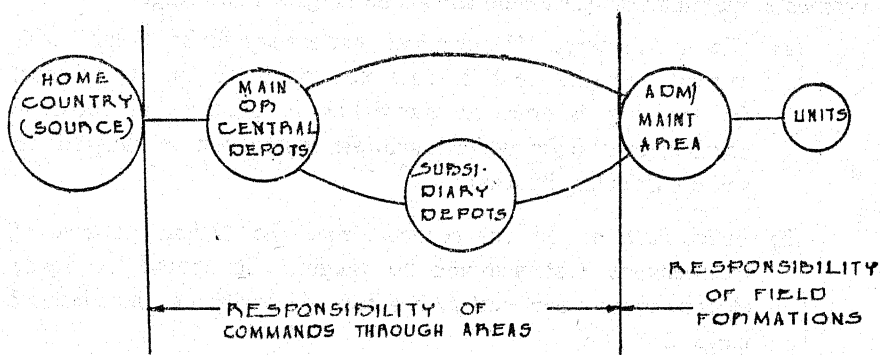 HOME
COUNTRY
(SOURCE)
MAIN
OR
CENTRAL
DEPOTS
SUBSI-
DIARY
DEPOTS
ADM/
MAINT
AREA
UNITS
RESPONSIBILITY OF
COMMANDS THROUGH AREAS
RESPONSIBILITY
OF FIELD
FORMATIONS